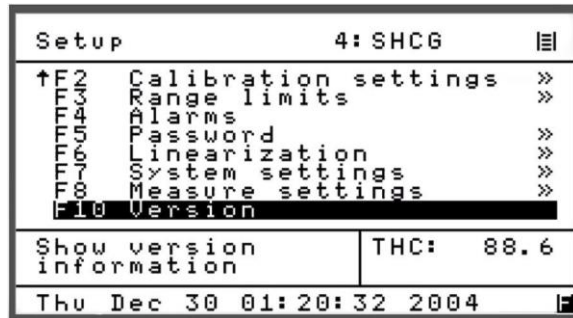 Setup 4: SHCG
↑F2 Calibration settings »
F3 Range limits »
F4 Alarms
F5 Password »
F6 Linearization »
F7 System settings »
F8 Measure settings »
F10 Version
Show version
information
THC: 88.6
Thu Dec 30 01:20:32 2004 F